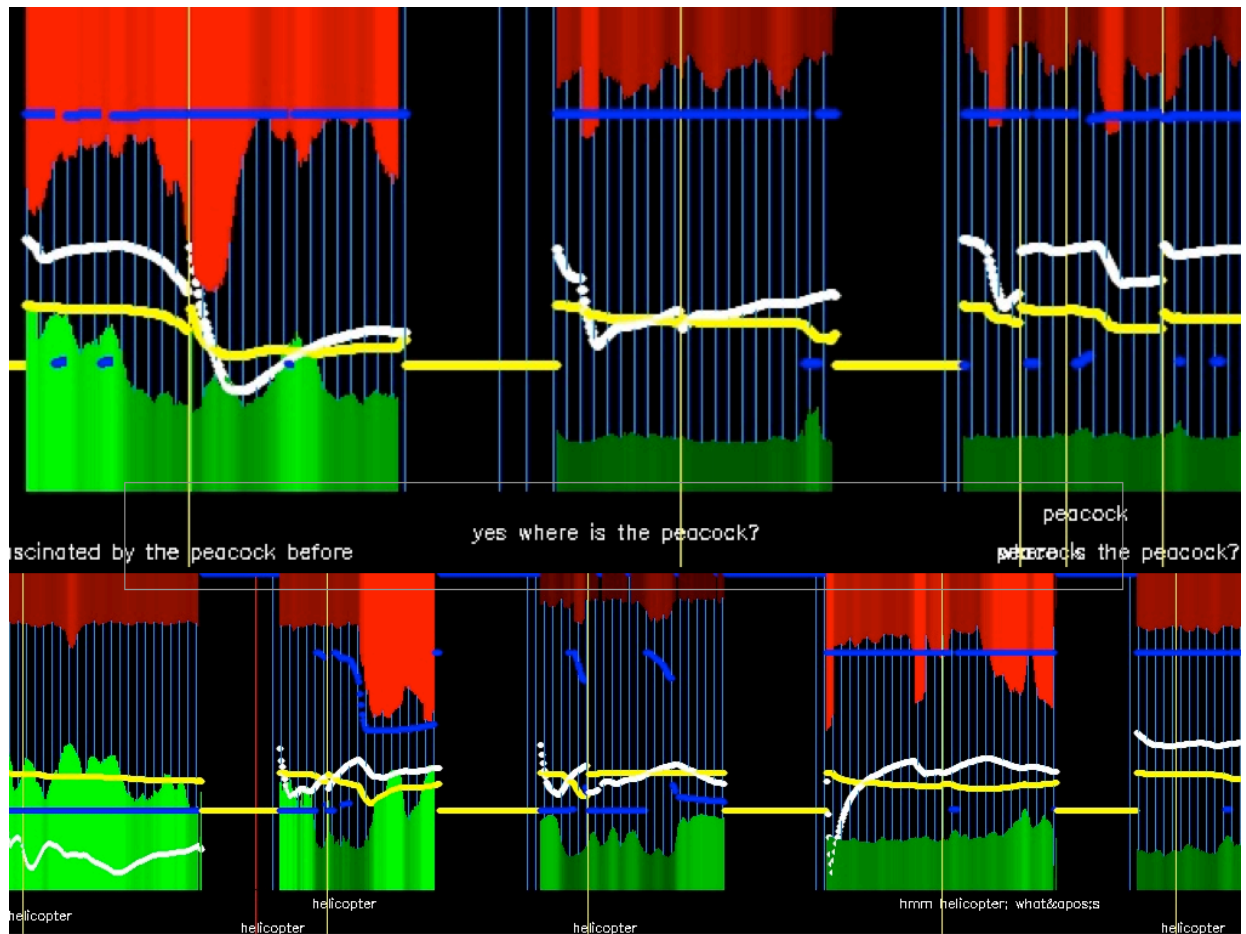 peacock
yes where is the peacock?
scinated by the peacock before
is the peacock?
helicopter
hmm helicopter; what&apos;s
helicopter
helicopter
helicopter
helicopter